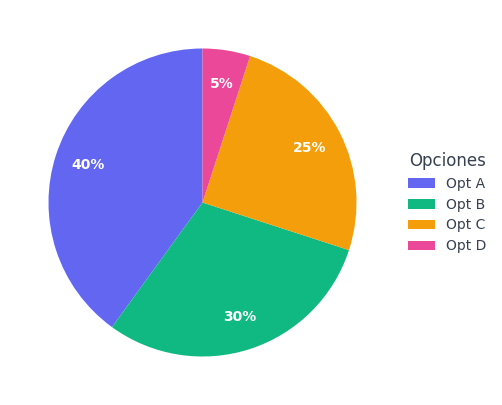 5%
25%
40%
30%
Opciones
Opt A
Opt B
Opt C
Opt D